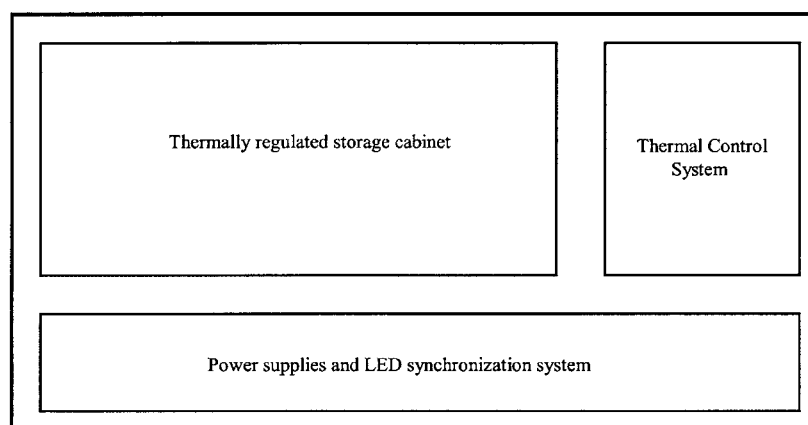 Thermally regulated storage cabinet
Thermal Control
System
Power supplies and LED synchronization system